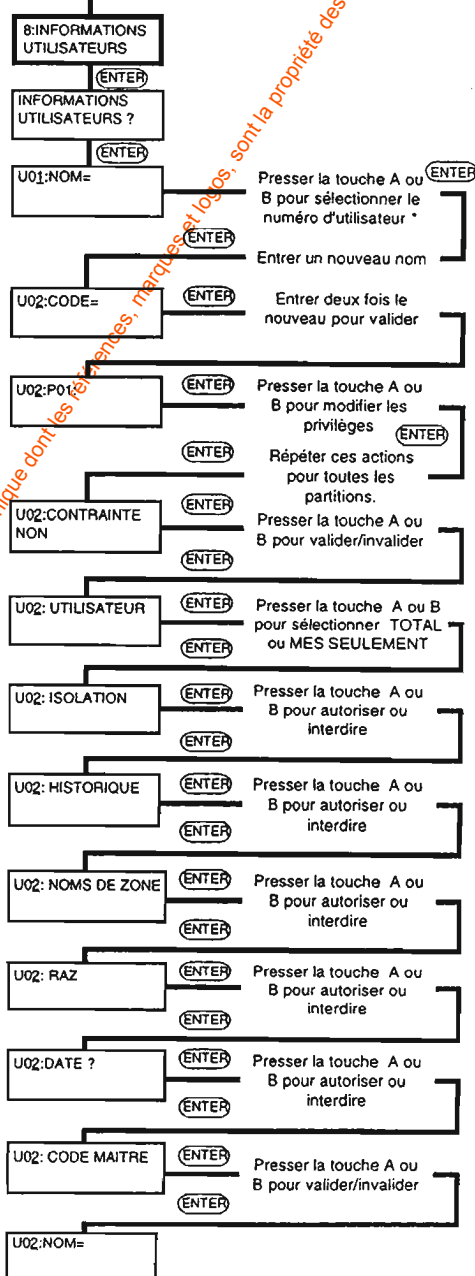 8:INFORMATIONS
UTILISATEURS
ENTER
INFORMATIONS
UTILISATEURS ?
ENTER
U01:NOM=
Presser la touche A ou
B pour sélectionner le
numéro d'utilisateur *
ENTER
ENTER
Entrer un nouveau nom
U02:CODE=
ENTER
Entrer deux fois le
nouveau pour valider
U02:P01:
ENTER
Presser la touche A ou
B pour modifier les
privilèges
ENTER
ENTER
Répéter ces actions
pour toutes les
partitions.
U02:CONTRAINTE
NON
ENTER
Presser la touche A ou
B pour valider/invalider
ENTER
U02: UTILISATEUR
ENTER
Presser la touche A ou B
pour sélectionner TOTAL
ou MES SEULEMENT
ENTER
U02: ISOLATION
ENTER
Presser la touche A ou
B pour autoriser ou
interdire
ENTER
U02: HISTORIQUE
ENTER
Presser la touche A ou
B pour autoriser ou
interdire
ENTER
U02: NOMS DE ZONE
ENTER
Presser la touche A ou
B pour autoriser ou
interdire
ENTER
U02: RAZ
ENTER
Presser la touche A ou
B pour autoriser ou
interdire
ENTER
U02:DATE ?
ENTER
Presser la touche A ou
B pour autoriser ou
interdire
ENTER
U02: CODE MAITRE
ENTER
Presser la touche A ou
B pour valider/invalider
ENTER
U02:NOM=
dont les références, marques et logos, sont la propriété des